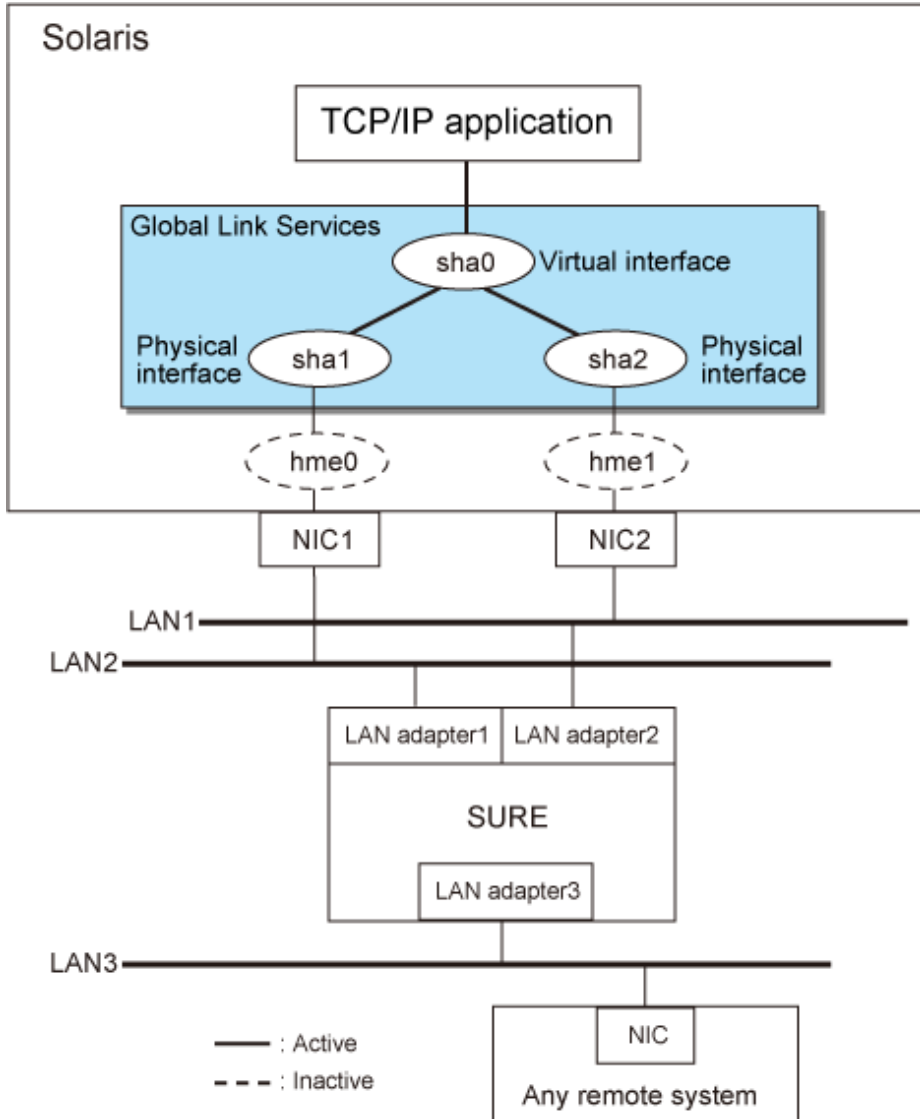 Solaris
TCP/IP application
Global Link Services
sha0
Virtual interface
Physical
interface
sha1
sha2
Physical
interface
hme0
hme1
NIC1
NIC2
LAN1
LAN2
LAN adapter1
LAN adapter2
SURE
LAN adapter3
LAN3
NIC
: Active
: Inactive
Any remote system